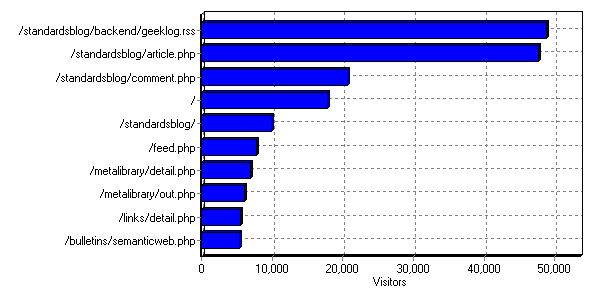 /standardsblog/backend/geeklog.rss
/standardsblog/article.php
/standardsblog/comment.php
/
/standardsblog/
/feed.php
/metalibrary/detail.php
/metalibrary/out.php
/links/detail.php
/bulletins/semanticweb.php
0 10,000 20,000 30,000 40,000 50,000
Visitors